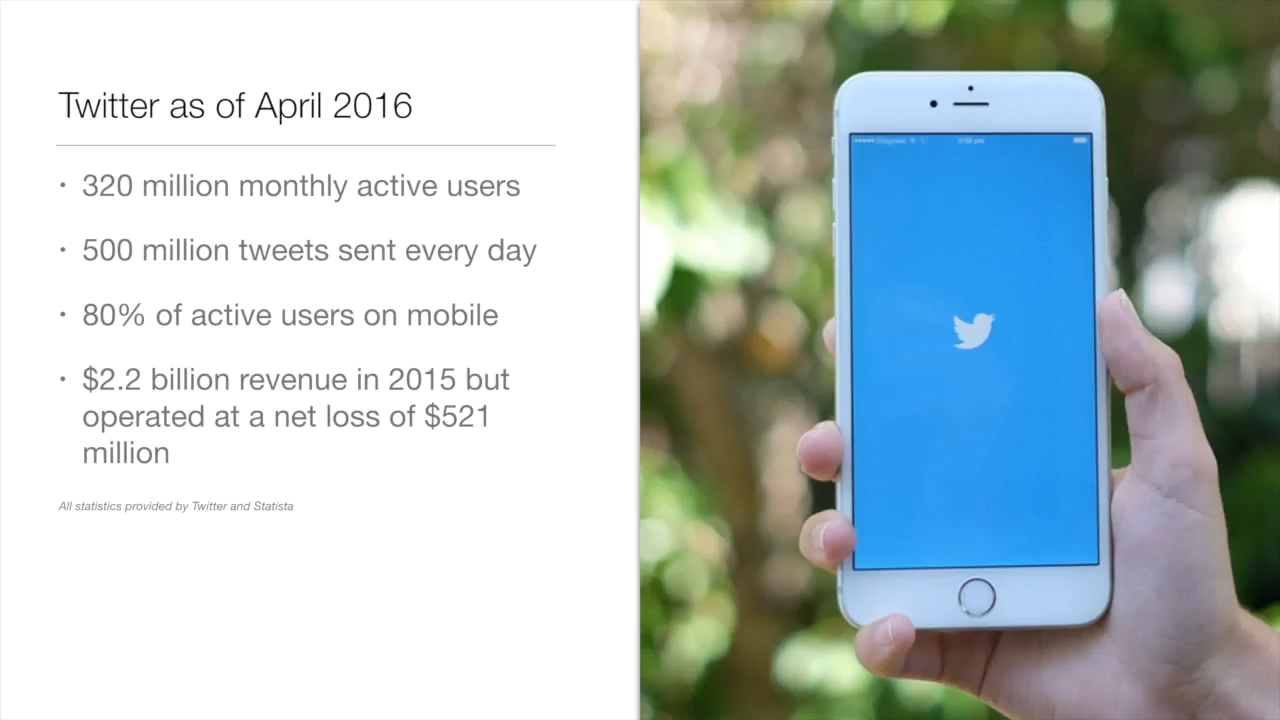 Twitter as of April 2016
• 320 million monthly active users
• 500 million tweets sent every day
• 80% of active users on mobile
• $2.2 billion revenue in 2015 but
operated at a net loss of $521
million
All statistics provided by Twitter and Statista